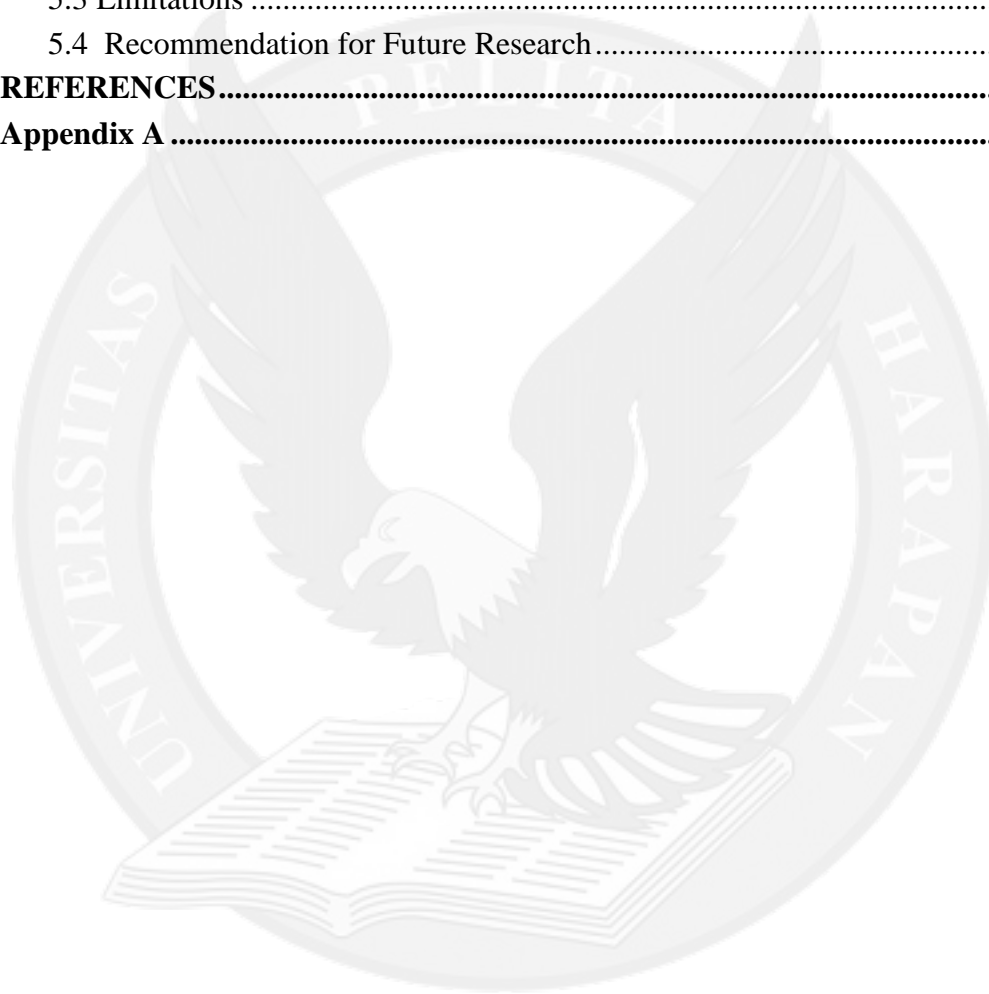 5.3 Limitations ........................................................................................
5.4 Recommendation for Future Research ..................................................
REFERENCES ................................................................................................
Appendix A .....................................................................................................
UNIVERSITAS PELITA HARAPAN